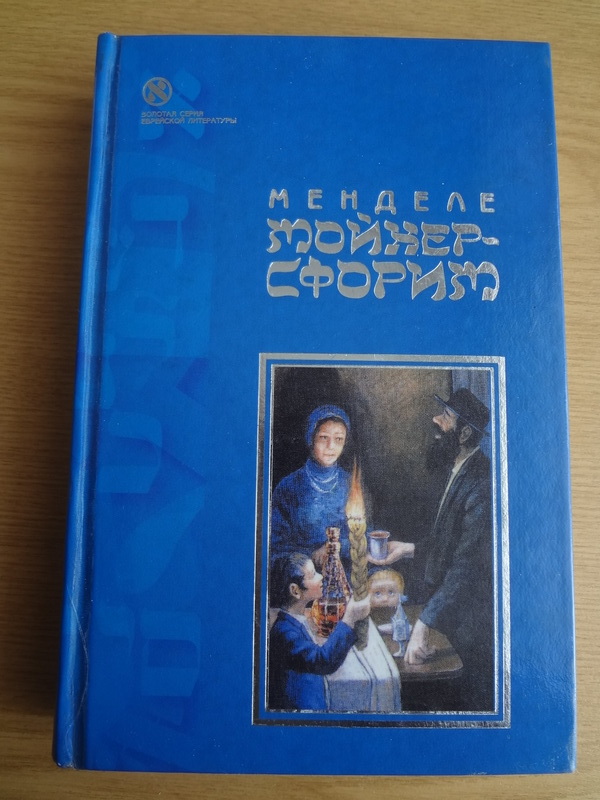 א
ЗОЛОТАЯ СЕРИЯ
ЕВРЕЙСКОЙ ЛИТЕРАТУРЫ
МЕНДЕЛЕ
МОЙХЕР-
СФОРИМ